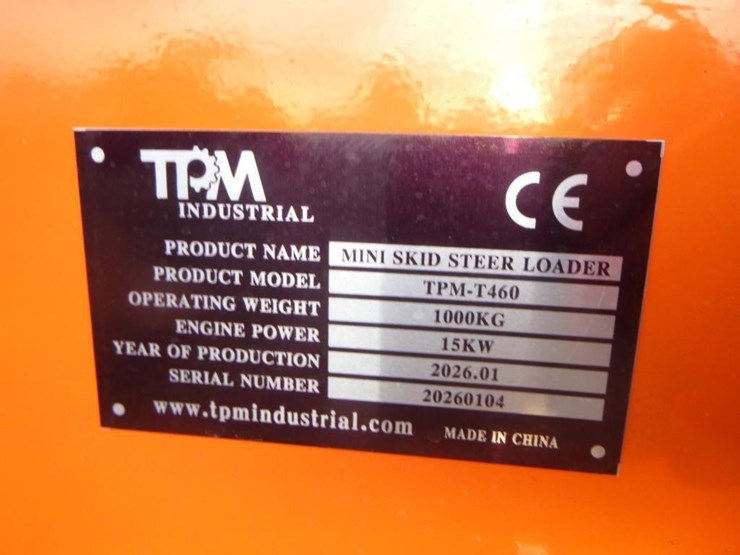 TPM
INDUSTRIAL
CE
PRODUCT NAME MINI SKID STEER LOADER
PRODUCT MODEL TPM-T460
OPERATING WEIGHT 1000KG
ENGINE POWER 15KW
YEAR OF PRODUCTION 2026.01
SERIAL NUMBER 20260104
www.tpmindustrial.com MADE IN CHINA